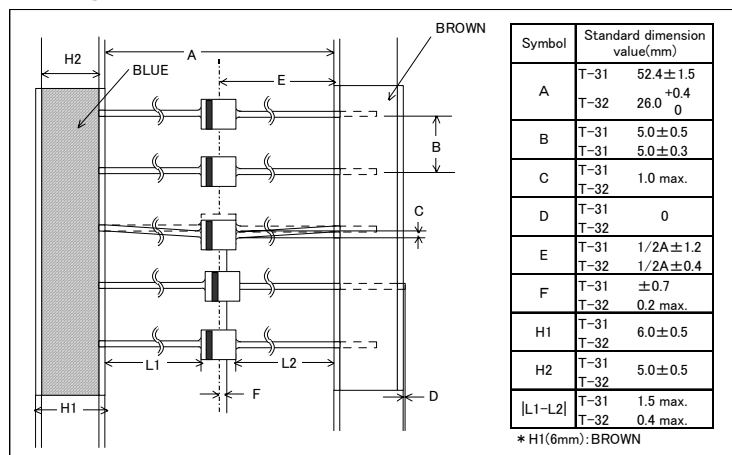 BROWN
A
H2
BLUE
E
B
C
L1
L2
F
H1
D
Symbol Standard dimension value(mm)
A T-31 52.4±1.5
T-32 26.0 +0.4 0
B T-31 5.0±0.5
T-31 5.0±0.3
C T-31 T-32 1.0 max.
D T-31 T-32 0
E T-31 1/2A±1.2
T-32 1/2A±0.4
F T-31 ±0.7
T-32 0.2 max.
H1 T-31 T-32 6.0±0.5
H2 T-31 T-32 5.0±0.5
|L1-L2| T-31 1.5 max.
T-32 0.4 max.
* H1(6mm):BROWN